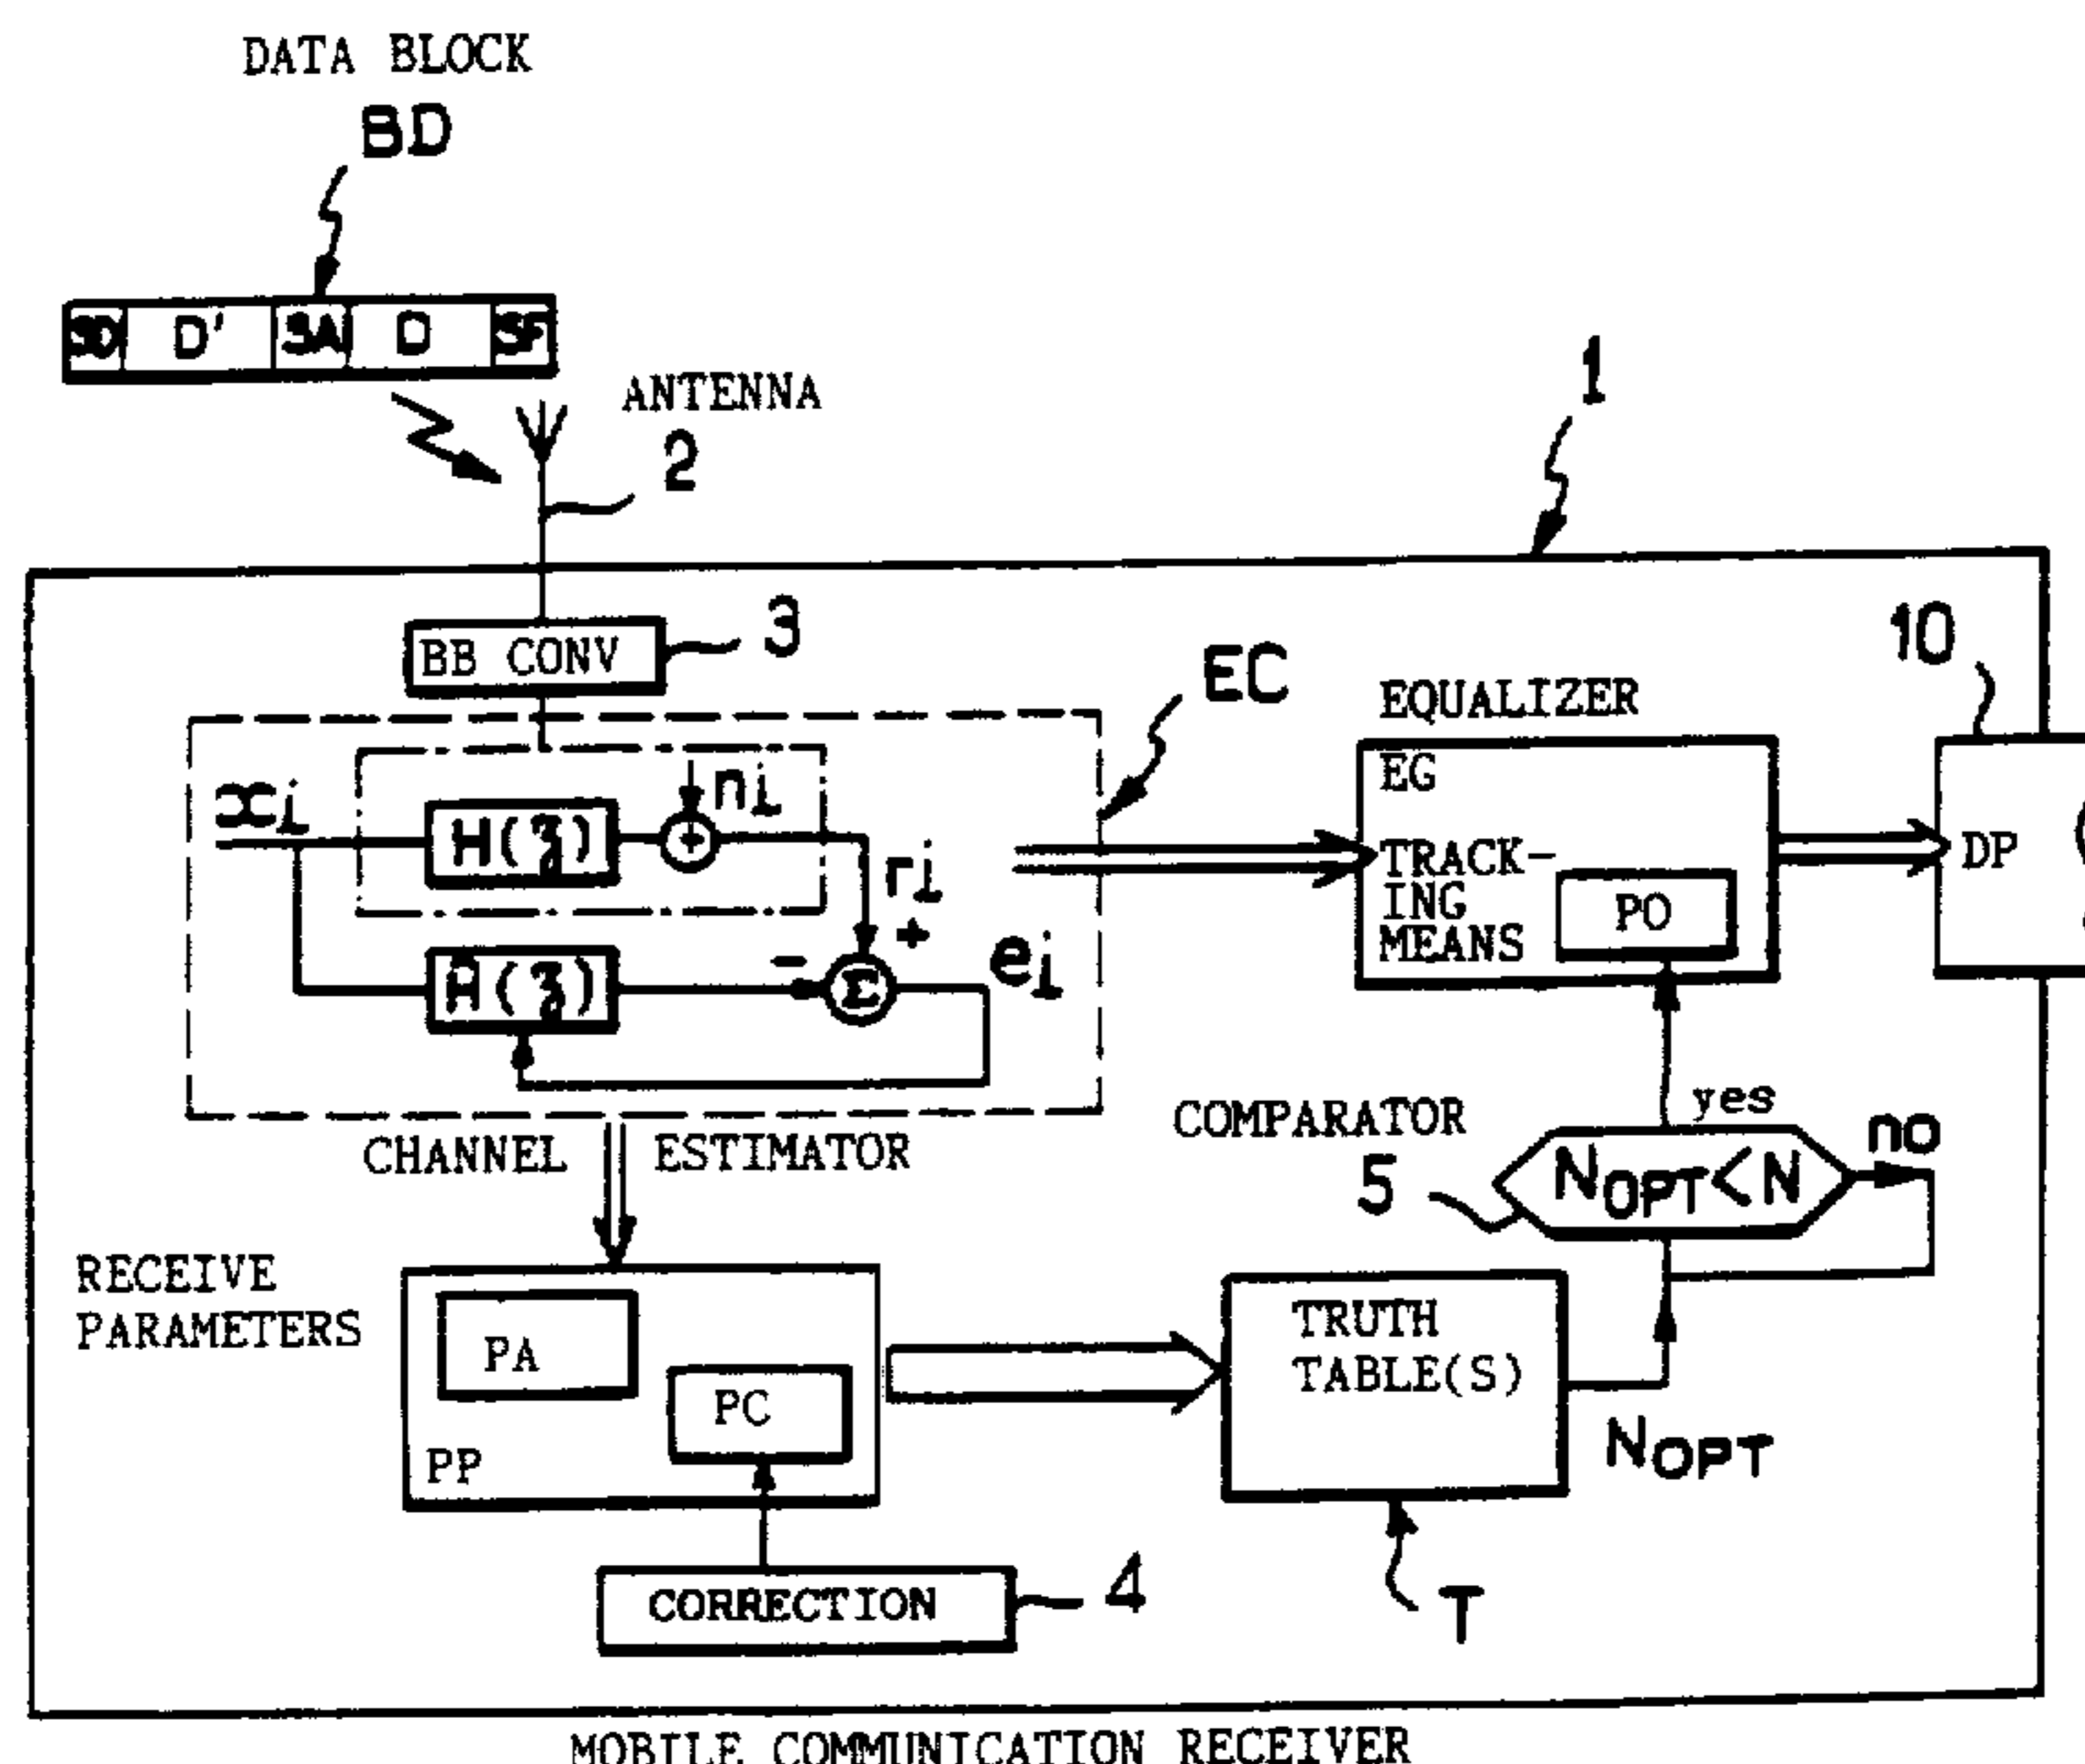 DATA BLOCK
BD
SD D' SA D SF
ANTENNA
2
1
3
BB CONV
EC
10
EQUALIZER
EG
xi
H(z)
ni
ri
TRACK-
ING
MEANS
PO
DP
+
-
Ĥ(z)
Σ
ei
CHANNEL ESTIMATOR
COMPARATOR
yes
no
5
NOPT<N
RECEIVE
PARAMETERS
PA
PC
PP
TRUTH
TABLE(S)
NOPT
CORRECTION
4
T
MOBILE COMMUNICATION RECEIVER